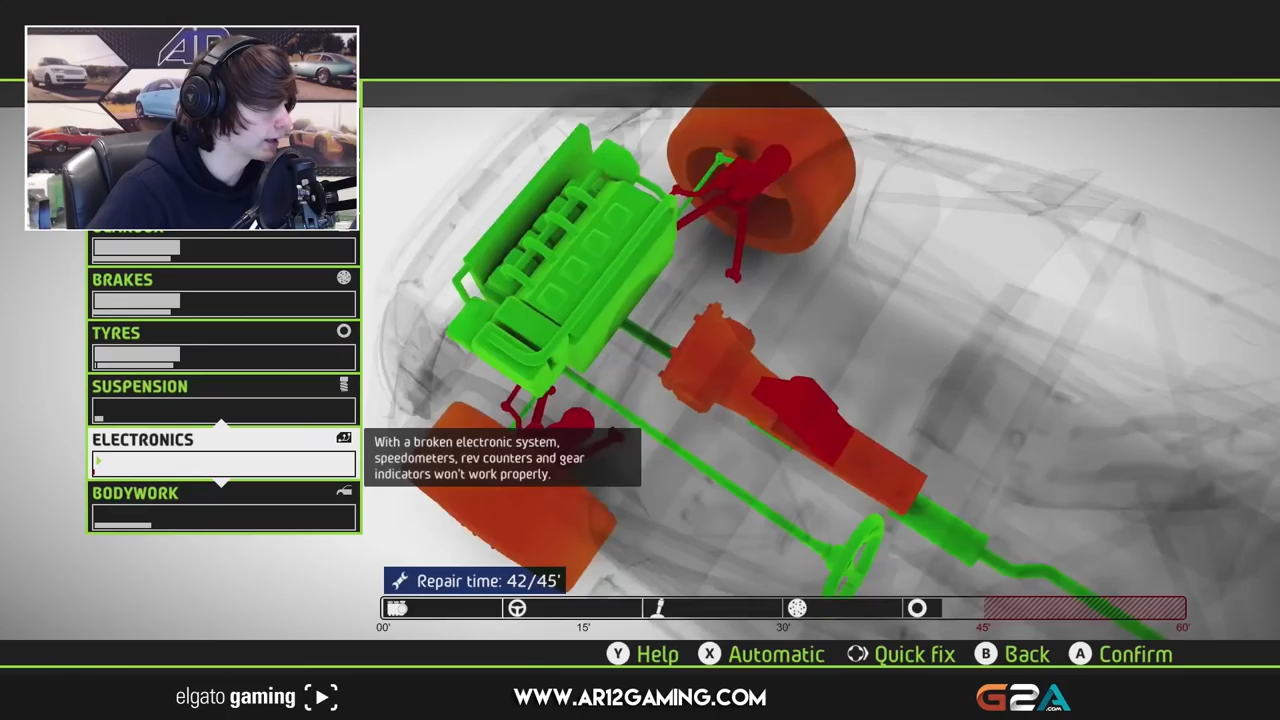 AR
BRAKES
TYRES
SUSPENSION
ELECTRONICS
BODYWORK
With a broken electronic system,
speedometers, rev counters and gear
indicators won't work properly.
Repair time: 42/45'
00'
15'
30'
45'
60'
Y Help
X Automatic
Quick fix
B Back
A Confirm
elgato gaming
WWW.AR12GAMING.COM
G2A
.COM